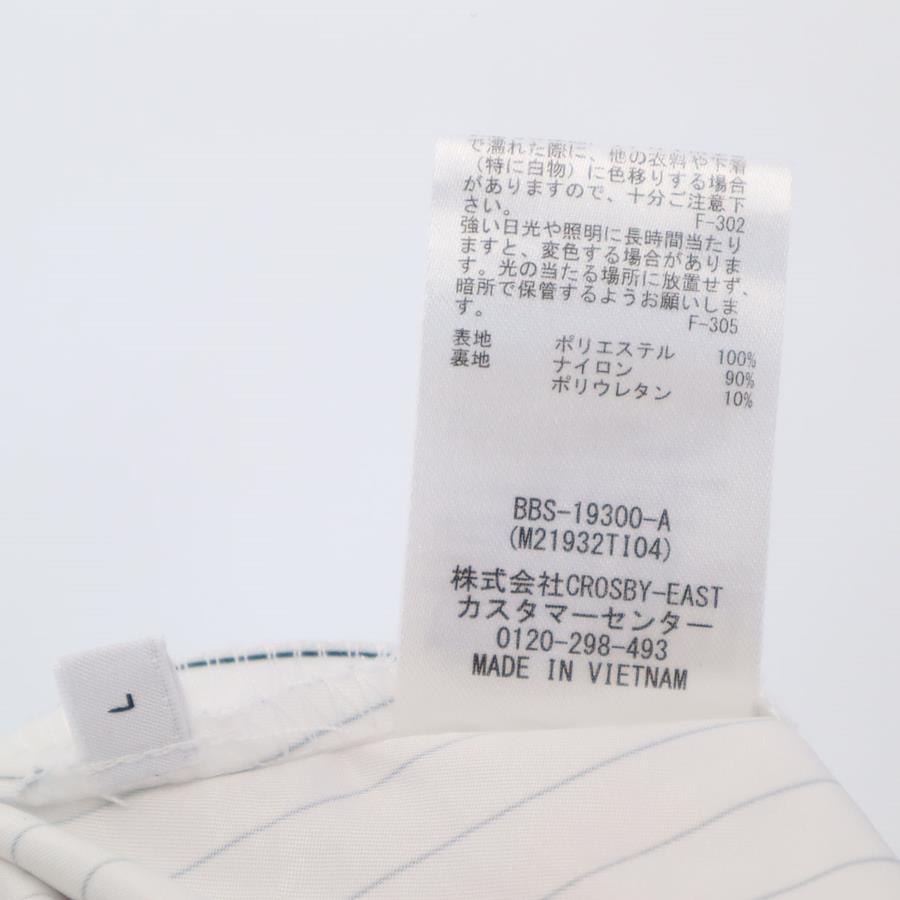 で濡れた際に、他の衣料や下着
（特に白物）に色移りする場合
がありますので、十分ご注意下
さい。
F-302
強い日光や照明に長時間当たり
ますと、変色する場合がありま
す。光の当たる場所に放置せず、
暗所で保管するようお願いしま
す。
F-305
表地 ポリエステル 100%
裏地 ナイロン 90%
ポリウレタン 10%
BBS-19300-A
(M21932TI04)
株式会社CROSBY-EAST
カスタマーセンター
0120-298-493
MADE IN VIETNAM
L